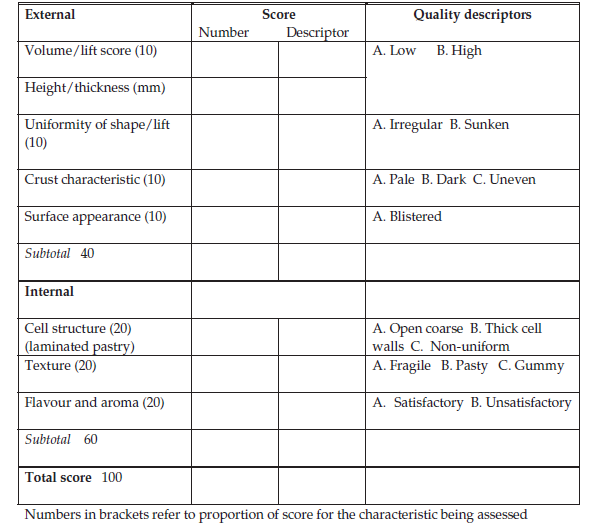 External Score Quality descriptors
Number Descriptor
Volume/lift score (10) A. Low B. High
Height/thickness (mm)
Uniformity of shape/lift A. Irregular B. Sunken
(10)
Crust characteristic (10) A. Pale B. Dark C. Uneven
Surface appearance (10) A. Blistered
Subtotal 40
Internal
Cell structure (20) A. Open coarse B. Thick cell
(laminated pastry) walls C. Non-uniform
Texture (20) A. Fragile B. Pasty C. Gummy
Flavour and aroma (20) A. Satisfactory B. Unsatisfactory
Subtotal 60
Total score 100
Numbers in brackets refer to proportion of score for the characteristic being assessed